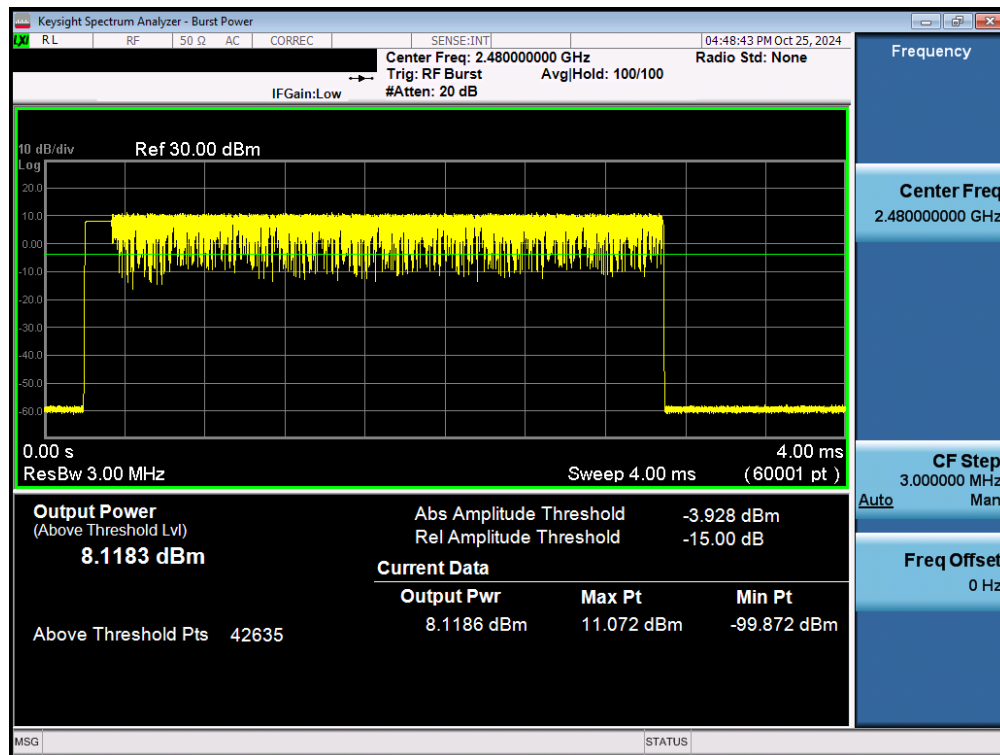 Keysight Spectrum Analyzer - Burst Power
LXI RL RF 50 Ω AC CORREC SENSE:INT 04:48:43 PM Oct 25, 2024
Center Freq: 2.480000000 GHz Radio Std: None
Trig: RF Burst Avg|Hold: 100/100
IFGain:Low #Atten: 20 dB
Frequency
10 dB/div Ref 30.00 dBm
Log
20.0
10.0
0.00
-10.0
-20.0
-30.0
-40.0
-50.0
-60.0
0.00 s 4.00 ms
ResBw 3.00 MHz Sweep 4.00 ms (60001 pt )
Center Freq
2.480000000 GHz
CF Step
3.000000 MHz
Auto Man
Freq Offset
0 Hz
Output Power
(Above Threshold Lvl)
8.1183 dBm
Above Threshold Pts 42635
Abs Amplitude Threshold -3.928 dBm
Rel Amplitude Threshold -15.00 dB
Current Data
Output Pwr Max Pt Min Pt
8.1186 dBm 11.072 dBm -99.872 dBm
MSG STATUS